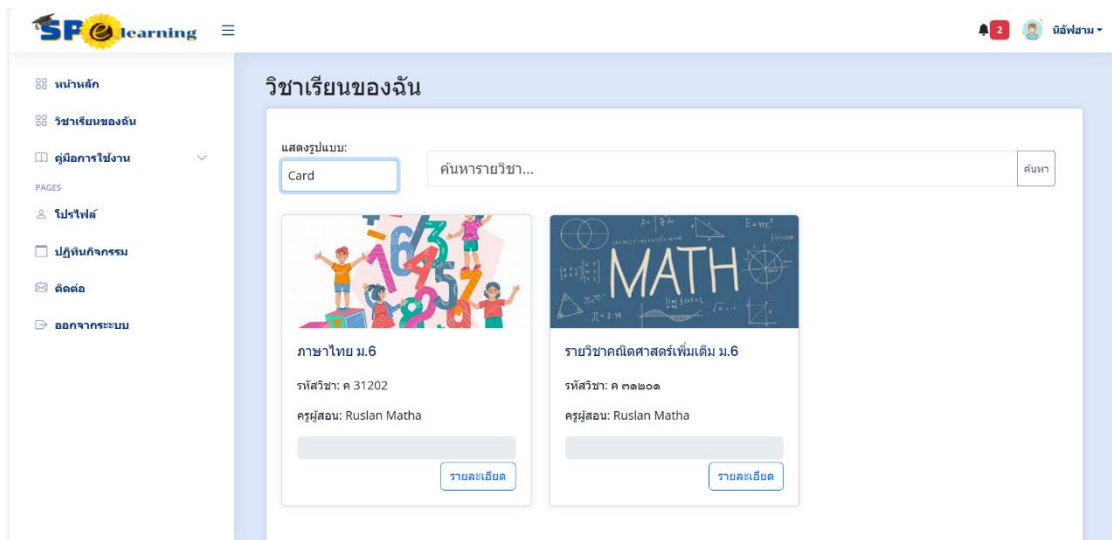 SP e learning
2
นิอัฟฮาม
หน้าหลัก
วิชาเรียนของฉัน
คู่มือการใช้งาน
PAGES
โปรไฟล์
ปฏิทินกิจกรรม
ติดต่อ
ออกจากระบบ
วิชาเรียนของฉัน
แสดงรูปแบบ:
Card
ค้นหารายวิชา...
ค้นหา
ภาษาไทย ม.6
รหัสวิชา: ค 31202
ครูผู้สอน: Ruslan Matha
รายละเอียด
MATH
E=mc²
รายวิชาคณิตศาสตร์เพิ่มเติม ม.6
รหัสวิชา: ค ๓๑๒๐๑
ครูผู้สอน: Ruslan Matha
รายละเอียด